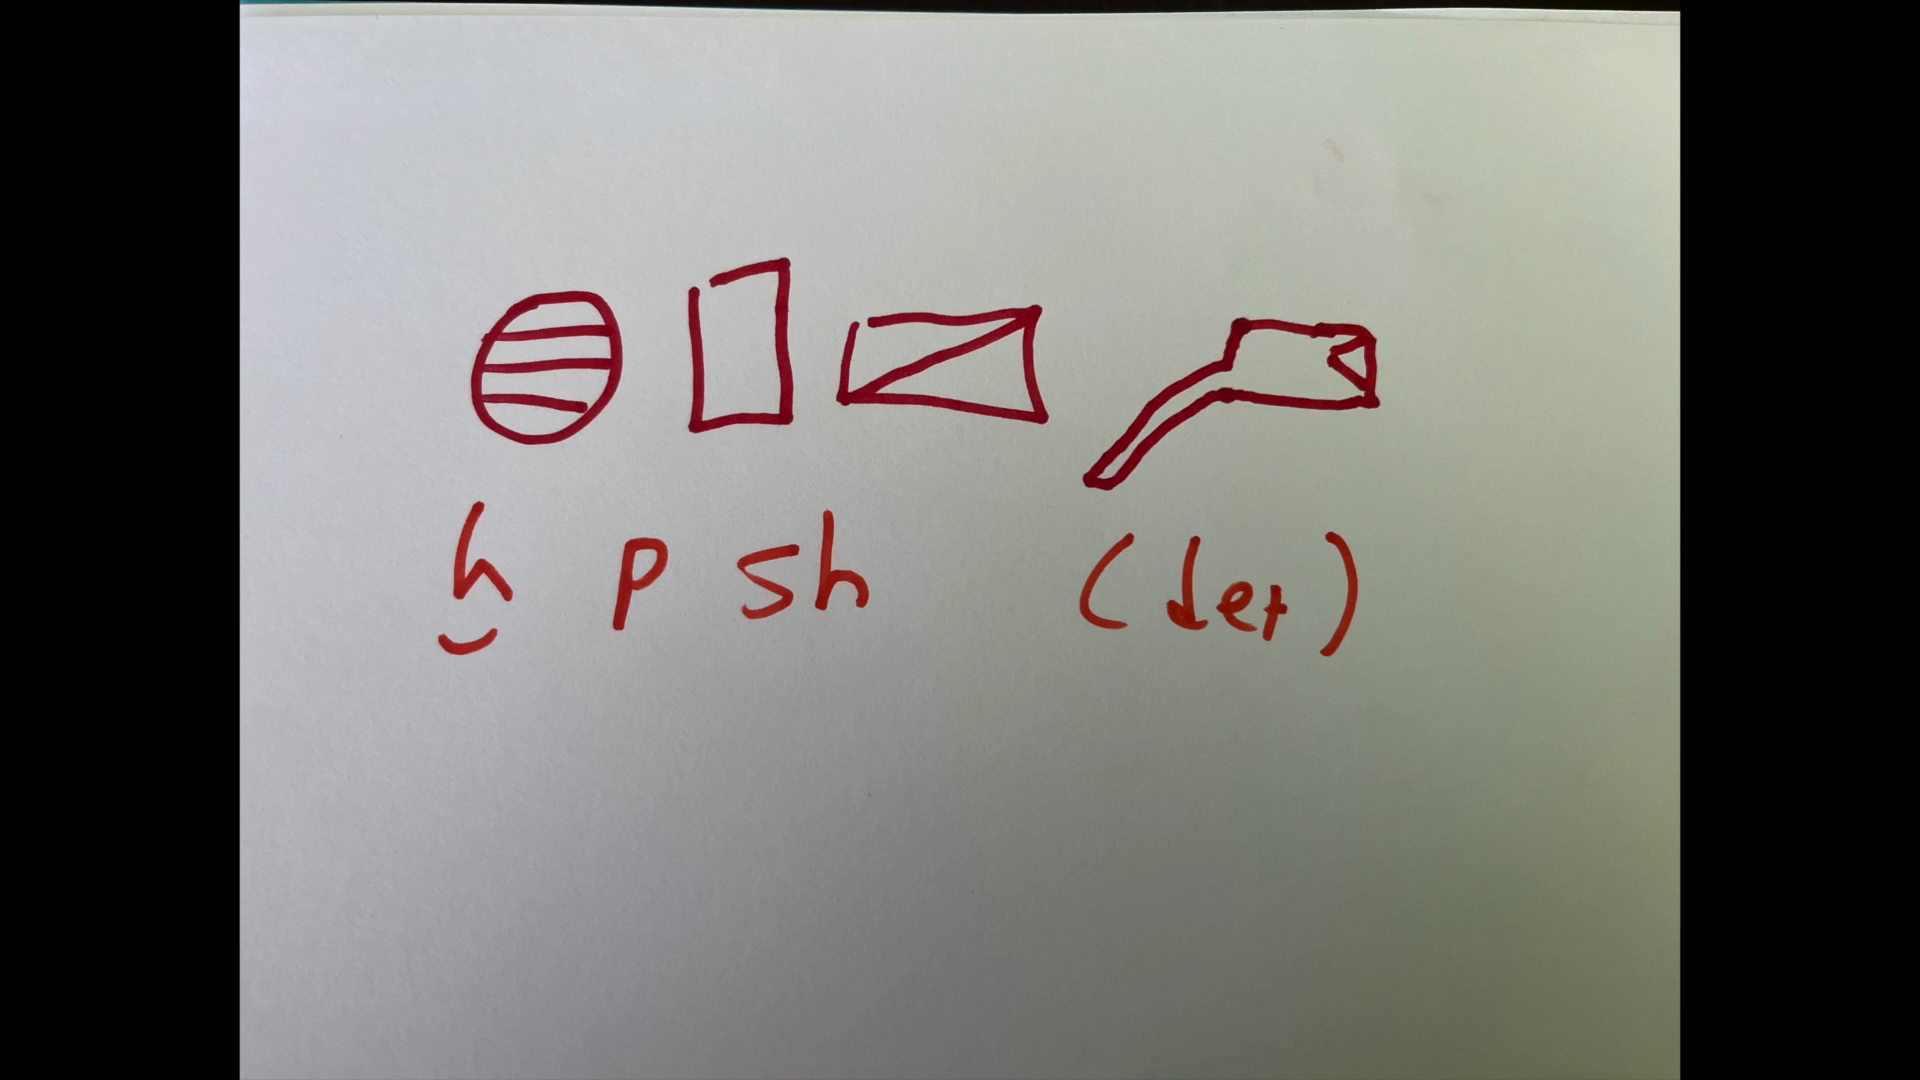 𓐍 𓊪 𓈙 𓄗
ḫ p sh (det)